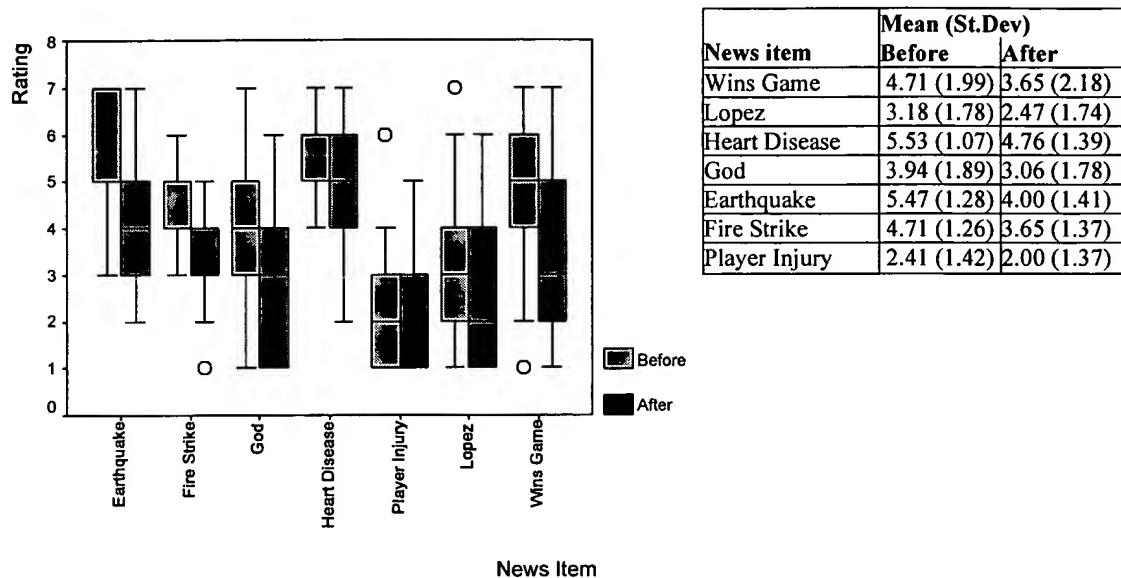 Rating
8
7
6
5
4
3
2
1
0
Earthquake
Fire Strike
God
Heart Disease
Player Injury
Lopez
Wins Game
News Item
Before
After
Mean (St.Dev)
News item Before After
Wins Game 4.71 (1.99) 3.65 (2.18)
Lopez 3.18 (1.78) 2.47 (1.74)
Heart Disease 5.53 (1.07) 4.76 (1.39)
God 3.94 (1.89) 3.06 (1.78)
Earthquake 5.47 (1.28) 4.00 (1.41)
Fire Strike 4.71 (1.26) 3.65 (1.37)
Player Injury 2.41 (1.42) 2.00 (1.37)